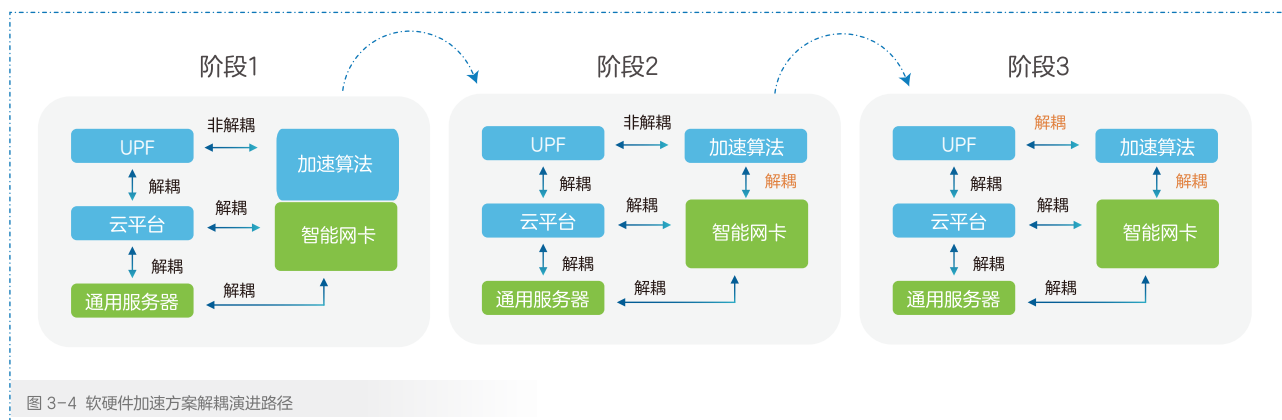 阶段1
非解耦
UPF
加速算法
解耦
解耦
云平台
智能网卡
解耦
解耦
通用服务器
阶段2
非解耦
UPF
加速算法
解耦
解耦
解耦
云平台
智能网卡
解耦
解耦
通用服务器
阶段3
解耦
UPF
加速算法
解耦
解耦
解耦
云平台
智能网卡
解耦
解耦
通用服务器
图 3-4 软硬件加速方案解耦演进路径